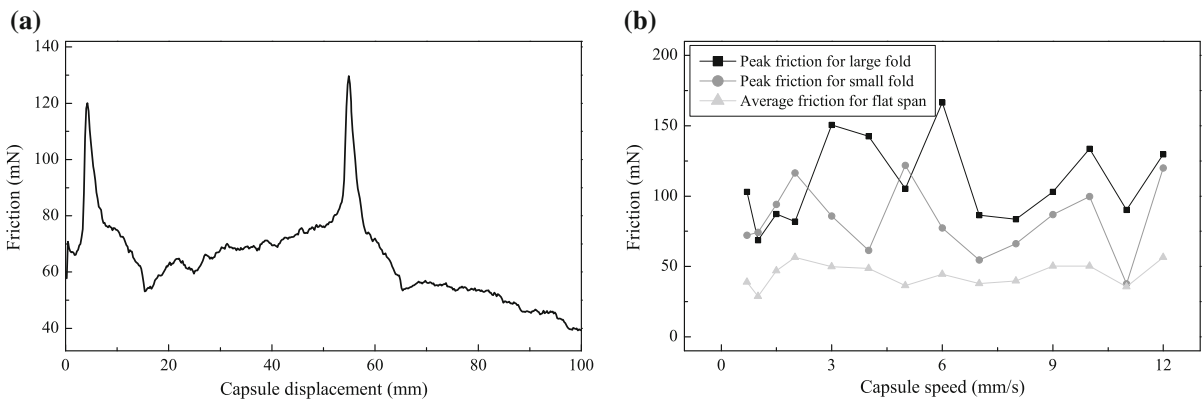 (a)
140
120
100
80
60
40
Friction (mN)
0 20 40 60 80 100
Capsule displacement (mm)
(b)
200
150
100
50
0
Friction (mN)
Peak friction for large fold
Peak friction for small fold
Average friction for flat span
0 3 6 9 12
Capsule speed (mm/s)